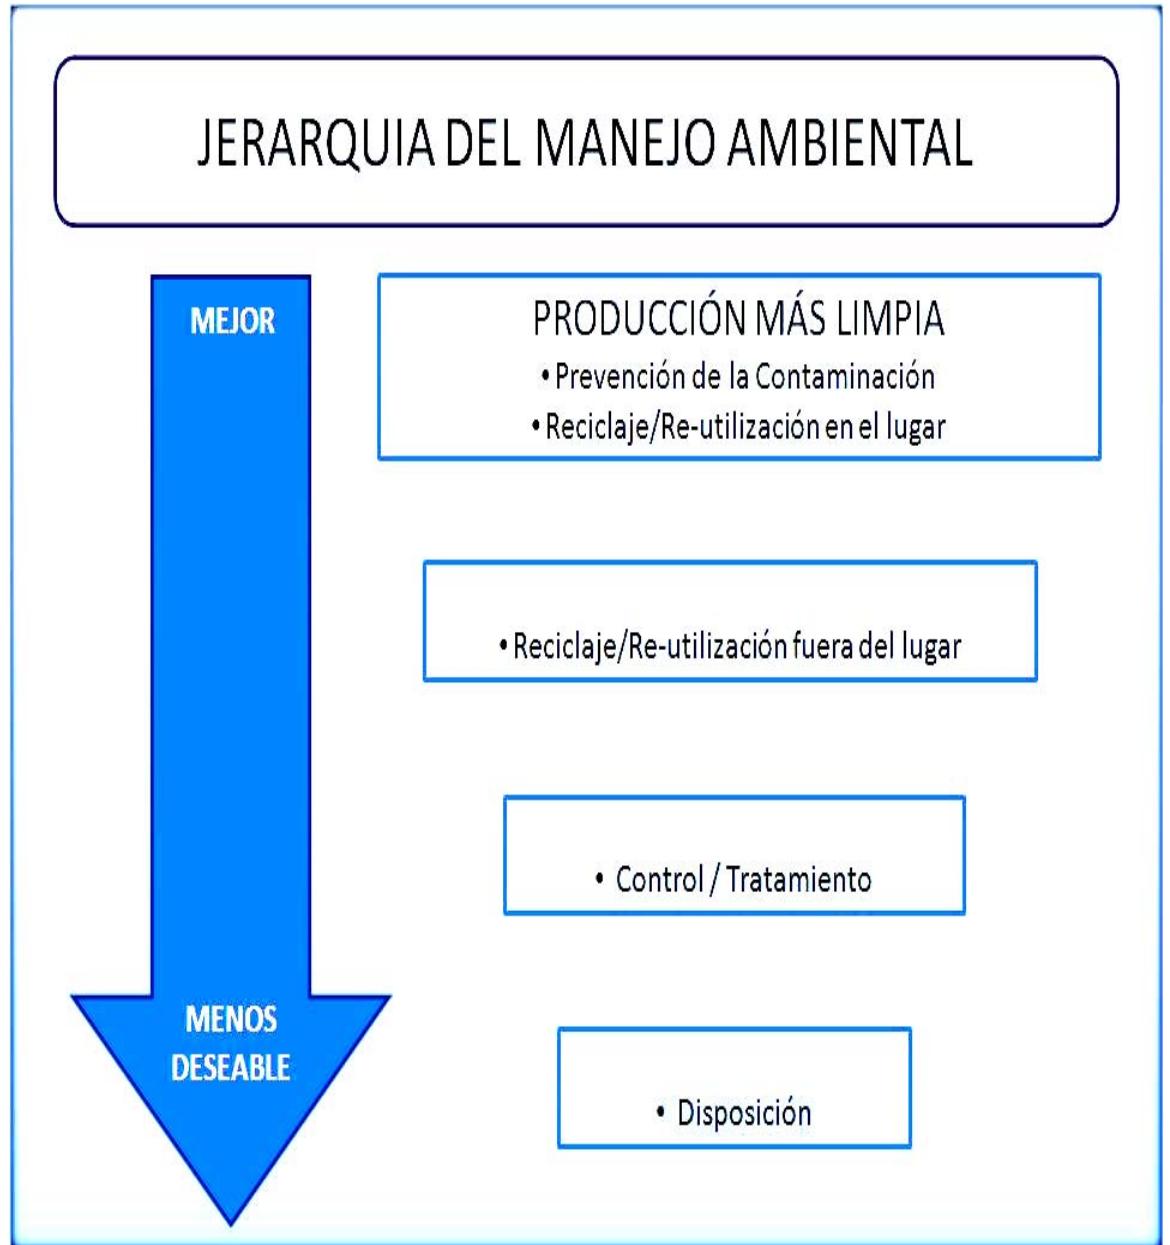 JERARQUIA DEL MANEJO AMBIENTAL
MEJOR
PRODUCCIÓN MÁS LIMPIA
• Prevención de la Contaminación
• Reciclaje/Re-utilización en el lugar
• Reciclaje/Re-utilización fuera del lugar
• Control / Tratamiento
MENOS
DESEABLE
• Disposición